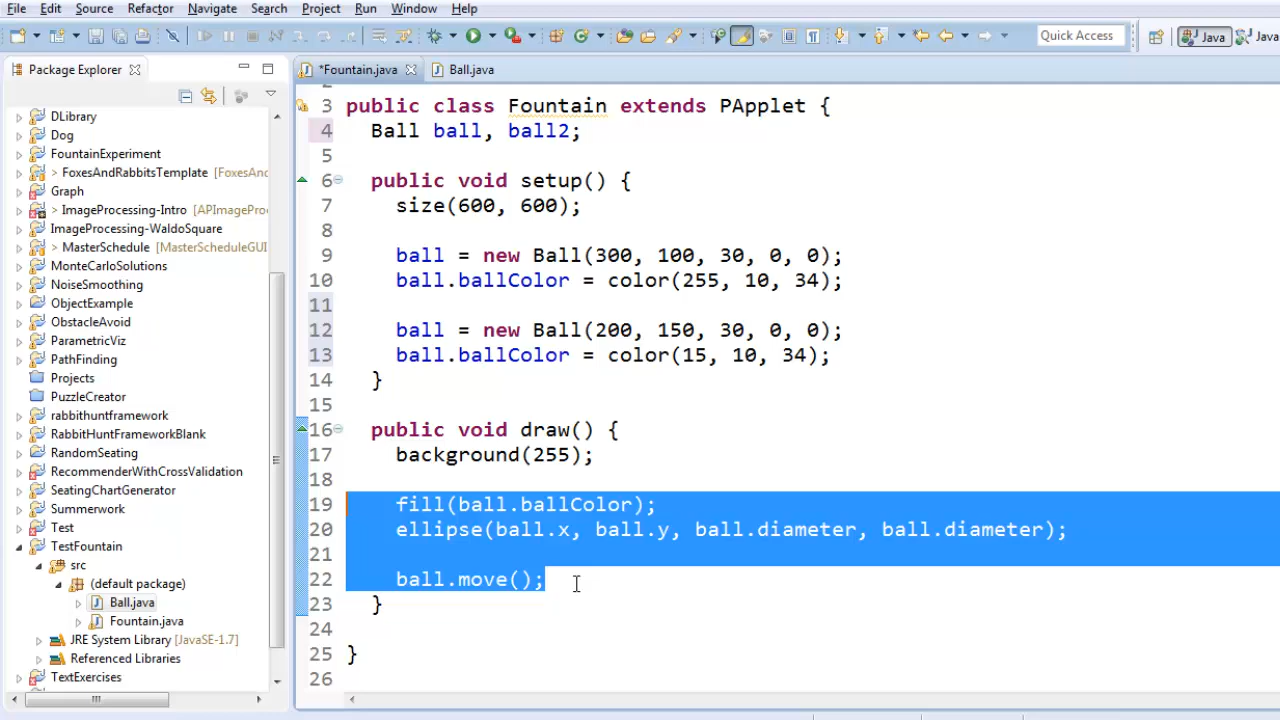 File Edit Source Refactor Navigate Search Project Run Window Help
Quick Access Java Java
Package Explorer
*Fountain.java Ball.java
DLibrary
Dog
FountainExperiment
> FoxesAndRabbitsTemplate [FoxesAnd
Graph
> ImageProcessing-Intro [APImagePro
ImageProcessing-WaldoSquare
> MasterSchedule [MasterScheduleGUI
MonteCarloSolutions
NoiseSmoothing
ObjectExample
ObstacleAvoid
ParametricViz
PathFinding
Projects
PuzzleCreator
rabbithuntframework
RabbitHuntFrameworkBlank
RandomSeating
RecommenderWithCrossValidation
SeatingChartGenerator
Summerwork
Test
TestFountain
src
(default package)
Ball.java
Fountain.java
JRE System Library [JavaSE-1.7]
Referenced Libraries
TextExercises
3 public class Fountain extends PApplet {
4 Ball ball, ball2;
5
6 public void setup() {
7 size(600, 600);
8
9 ball = new Ball(300, 100, 30, 0, 0);
10 ball.ballColor = color(255, 10, 34);
11
12 ball = new Ball(200, 150, 30, 0, 0);
13 ball.ballColor = color(15, 10, 34);
14 }
15
16 public void draw() {
17 background(255);
18
19 fill(ball.ballColor);
20 ellipse(ball.x, ball.y, ball.diameter, ball.diameter);
21
22 ball.move();
23 }
24
25 }
26